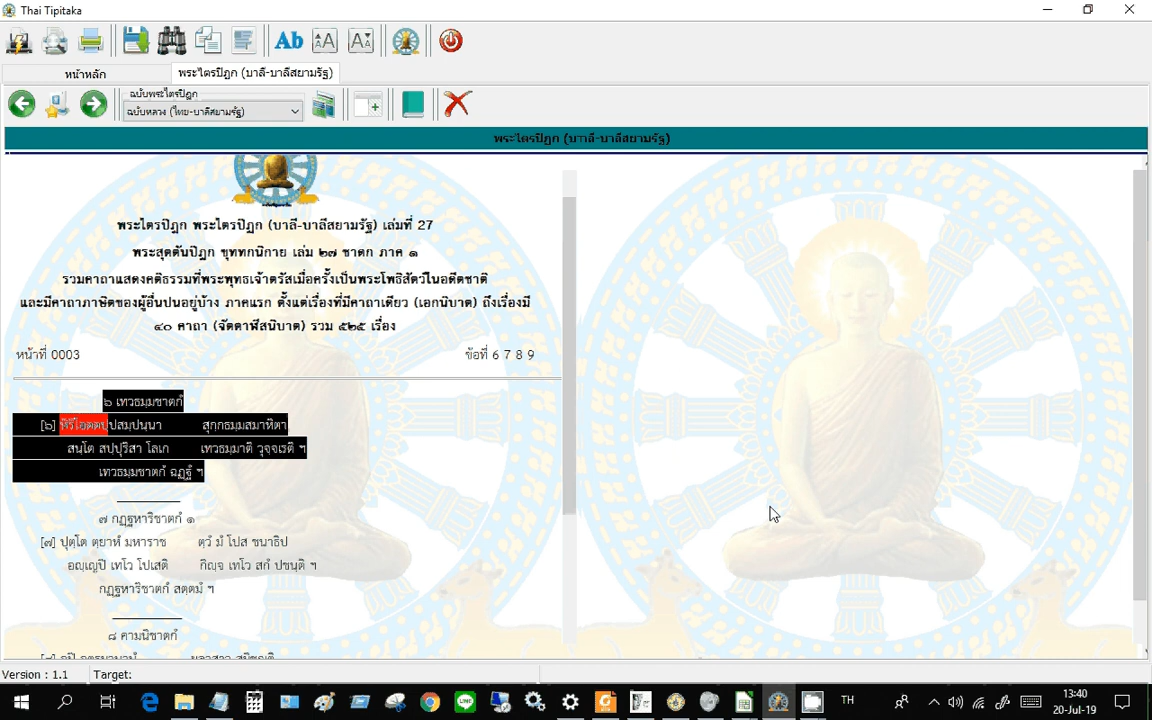 Thai Tipitaka
หน้าหลัก
พระไตรปิฎก (บาลี-บาลีสยามรัฐ)
ฉบับพระไตรปิฎก
ฉบับหลวง (ไทย-บาลีสยามรัฐ)
พระไตรปิฎก (บาลี-บาลีสยามรัฐ)
พระไตรปิฎก พระไตรปิฎก (บาลี-บาลีสยามรัฐ) เล่มที่ 27
พระสุตตันปิฎก ขุททกนิกาย เล่ม ๒๗ ชาดก ภาค ๑
รวมคาถาแสดงคติธรรมที่พระพุทธเจ้าตรัสเมื่อครั้งเป็นพระโพธิสัตว์ในอดีตชาติ
และมีคาถาภาษิตของผู้อื่นปนอยู่บ้าง ภาคแรก ตั้งแต่เรื่องที่มีคาถาเดียว (เอกนิบาต) ถึงเรื่องมี
๔๐ คาถา (จัตตาฬีสนิบาต) รวม ๕๒๕ เรื่อง
หน้าที่ 0003 ข้อที่ 6 7 8 9
๖ เทวธมฺมชาตกํ
[๖] หิรีโอตฺตปฺปสมฺปนฺนา สุกฺกธมฺมสมาหิตา
สนฺโต สปฺปุริสา โลเก เทวธมฺมาติ วุจฺจเรติ ฯ
เทวธมฺมชาตกํ ฉฏฺฐํ ฯ
๗ กฏฺฐหาริชาตกํ ๑
[๗] ปุตฺโต ตฺยาหํ มหาราช ตฺวํ มํ โปส ชนาธิป
อญฺเญปิ เทโว โปเสติ กิญฺจ เทโว สกํ ปชนฺติ ฯ
กฏฺฐหาริชาตกํ สตฺตมํ ฯ
๘ คามนิชาตกํ
Version : 1.1 Target:
TH
13:40
20-Jul-19